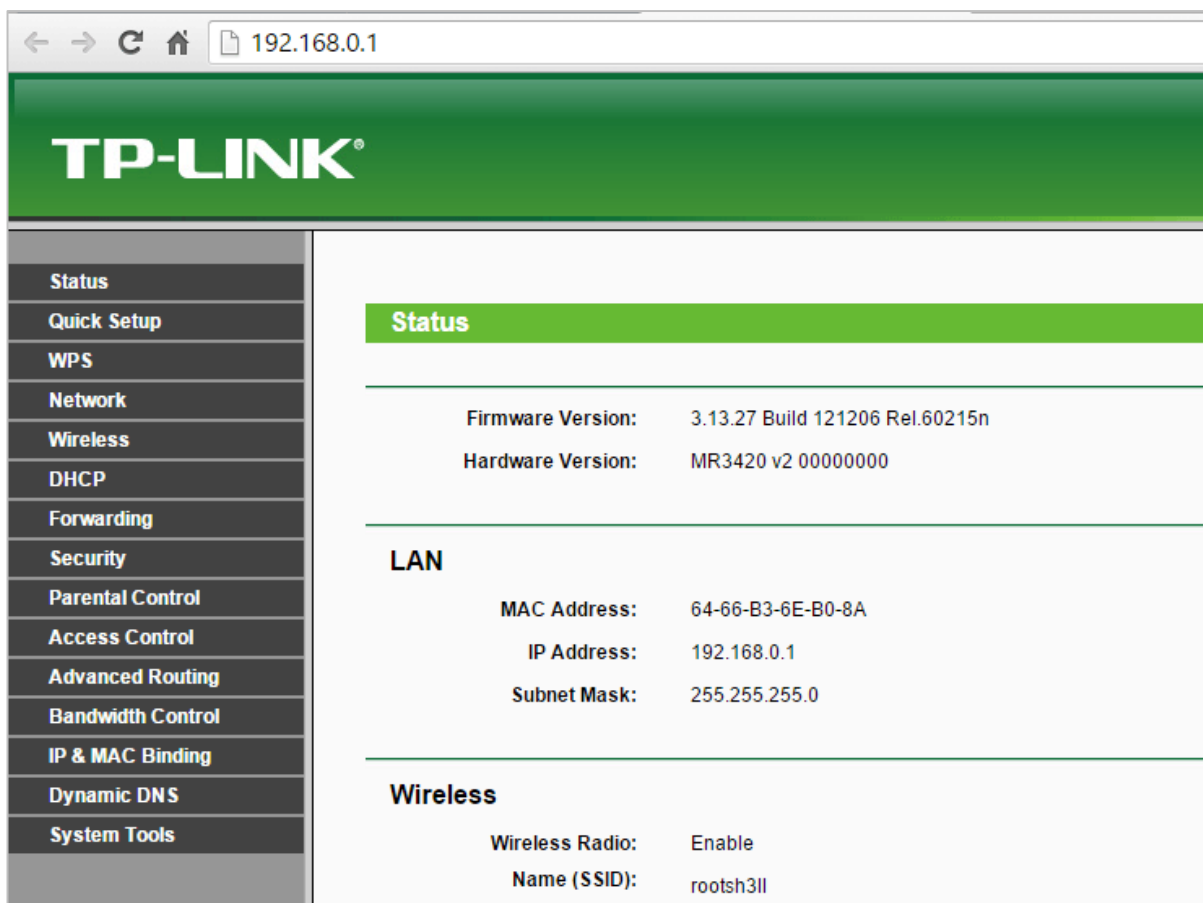 192.168.0.1
TP-LINK®
Status
Quick Setup
WPS
Network
Wireless
DHCP
Forwarding
Security
Parental Control
Access Control
Advanced Routing
Bandwidth Control
IP & MAC Binding
Dynamic DNS
System Tools
Status
Firmware Version: 3.13.27 Build 121206 Rel.60215n
Hardware Version: MR3420 v2 00000000
LAN
MAC Address: 64-66-B3-6E-B0-8A
IP Address: 192.168.0.1
Subnet Mask: 255.255.255.0
Wireless
Wireless Radio: Enable
Name (SSID): rootsh3ll